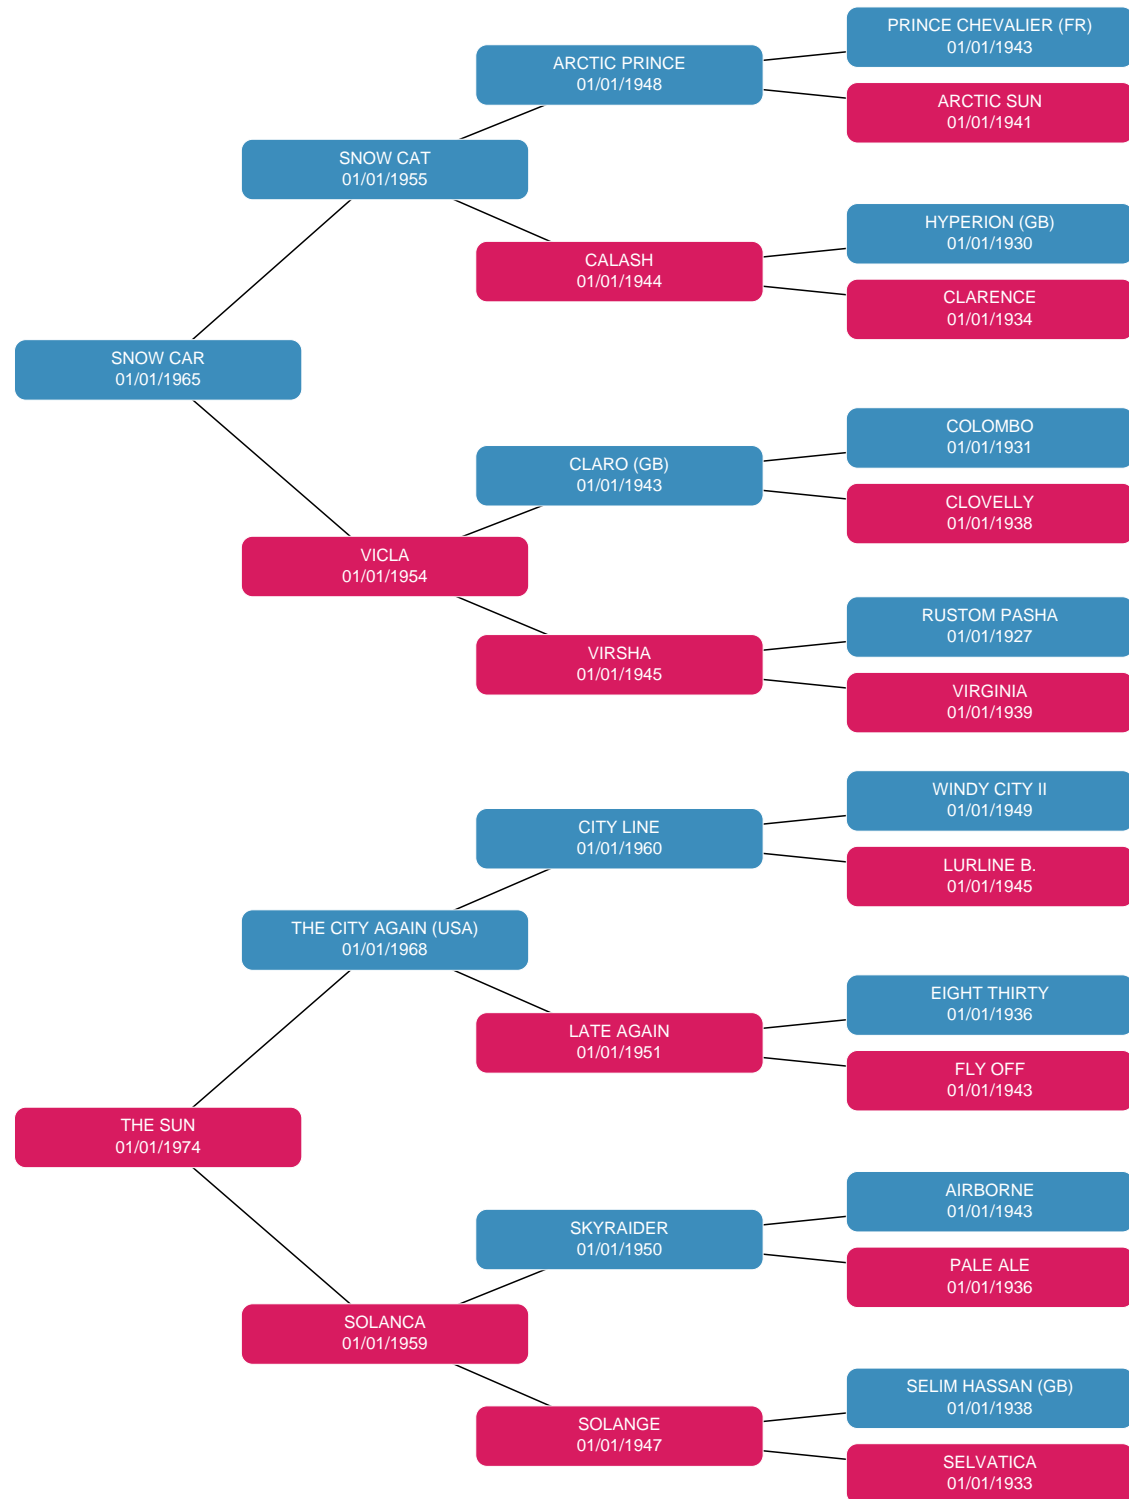 PRINCE CHEVALIER (FR)
01/01/1943
ARCTIC PRINCE
01/01/1948
ARCTIC SUN
01/01/1941
SNOW CAT
01/01/1955
HYPERION (GB)
01/01/1930
CALASH
01/01/1944
CLARENCE
01/01/1934
SNOW CAR
01/01/1965
COLOMBO
01/01/1931
CLARO (GB)
01/01/1943
CLOVELLY
01/01/1938
VICLA
01/01/1954
RUSTOM PASHA
01/01/1927
VIRSHA
01/01/1945
VIRGINIA
01/01/1939
WINDY CITY II
01/01/1949
CITY LINE
01/01/1960
LURLINE B.
01/01/1945
THE CITY AGAIN (USA)
01/01/1968
EIGHT THIRTY
01/01/1936
LATE AGAIN
01/01/1951
FLY OFF
01/01/1943
THE SUN
01/01/1974
AIRBORNE
01/01/1943
SKYRAIDER
01/01/1950
PALE ALE
01/01/1936
SOLANCA
01/01/1959
SELIM HASSAN (GB)
01/01/1938
SOLANGE
01/01/1947
SELVATICA
01/01/1933